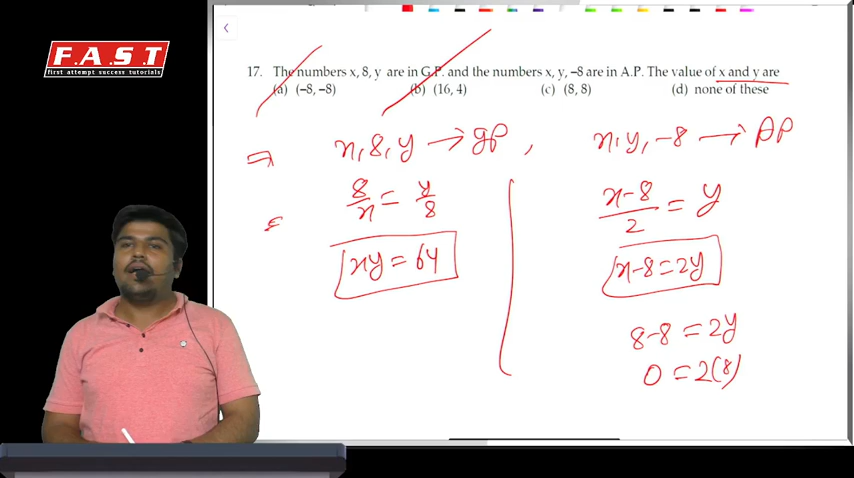 F.A.S.T
first attempt success tutorials
17. The numbers x, 8, y are in G.P. and the numbers x, y, –8 are in A.P. The value of x and y are
(a) (–8, –8) (b) (16, 4) (c) (8, 8) (d) none of these
⇒ x, 8, y → gp , x, y, -8 → AP
= 8/x = y/8
x-8/2 = y
xy = 64
x-8 = 2y
8-8 = 2y
0 = 2(8)